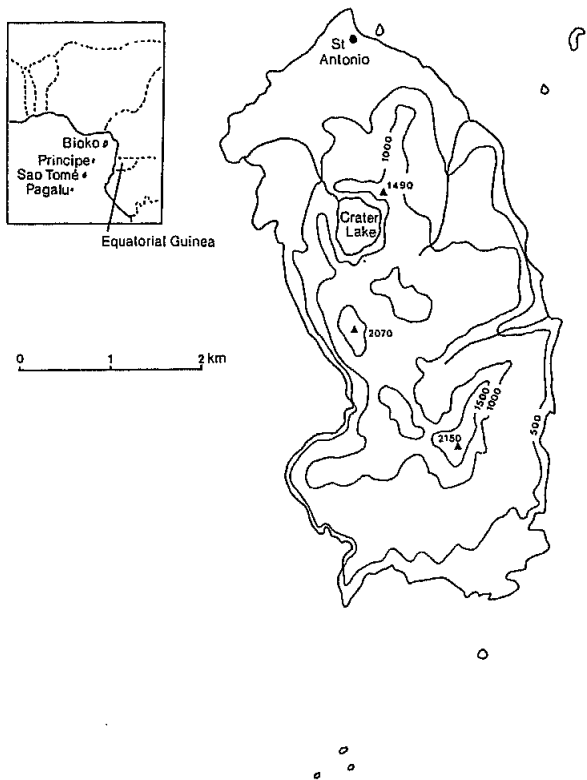 St
Antonio
Bioko
Principe
Sao Tomé
Pagalu
Equatorial Guinea
1000
1490
Crater
Lake
2070
0 1 2 km
1500
1000
500
2150